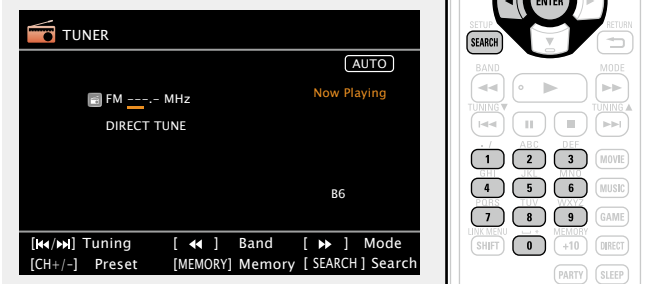 TUNER
AUTO
FM ---.- MHz
Now Playing
DIRECT TUNE
B6
[⏮/⏭] Tuning [ ◀◀ ] Band [ ▶▶ ] Mode
[CH+/-] Preset [MEMORY] Memory [ SEARCH ] Search
ENTER
SETUP RETURN
SEARCH
BAND MODE
TUNING ▼ TUNING ▲
. / ABC DEF
1 2 3 MOVIE
GHI JKL MNO
4 5 6 MUSIC
PQRS TUV WXYZ
7 8 9 GAME
LINK MENU MEMORY
SHIFT 0 +10 DIRECT
PARTY SLEEP